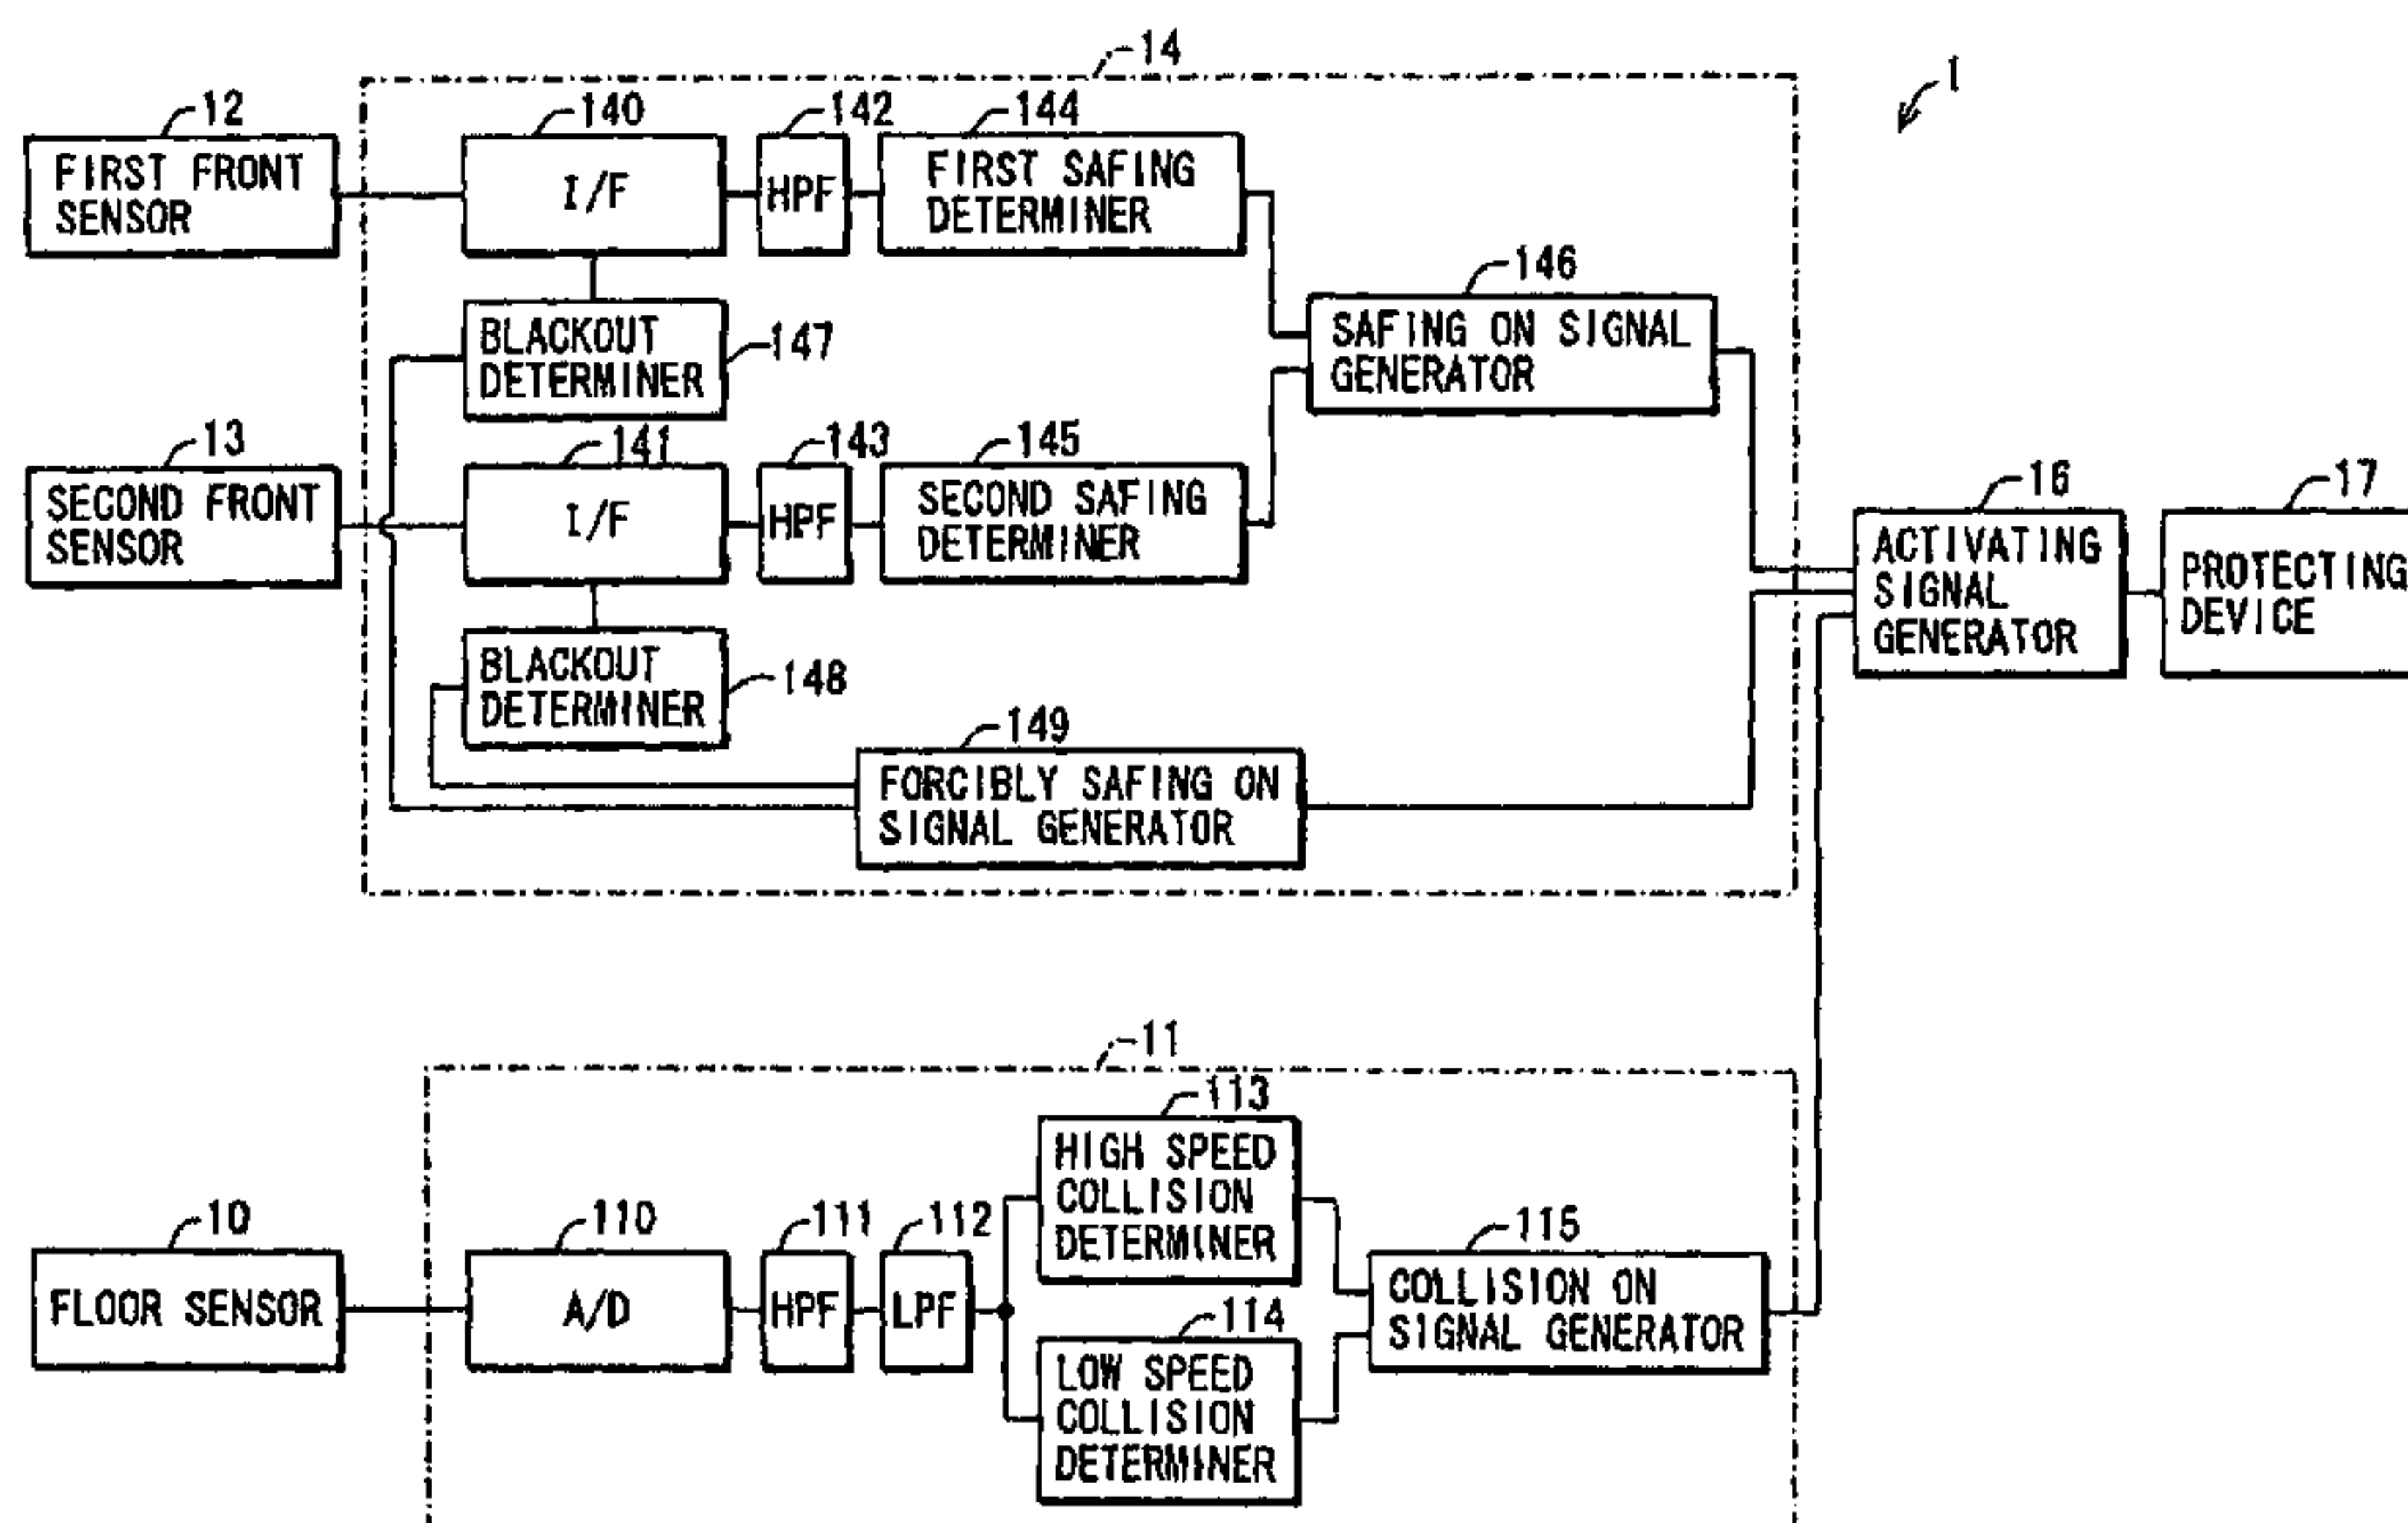 14
1
12
140
142
144
FIRST FRONT
SENSOR
I/F
HPF
FIRST SAFING
DETERMINER
146
BLACKOUT
DETERMINER
147
SAFING ON SIGNAL
GENERATOR
13
141
143
145
16
17
SECOND FRONT
SENSOR
I/F
HPF
SECOND SAFING
DETERMINER
ACTIVATING
SIGNAL
GENERATOR
PROTECTING
DEVICE
BLACKOUT
DETERMINER
148
149
FORCIBLY SAFING ON
SIGNAL GENERATOR
11
113
HIGH SPEED
COLLISION
DETERMINER
10
110
111
112
115
FLOOR SENSOR
A/D
HPF
LPF
COLLISION ON
SIGNAL GENERATOR
114
LOW SPEED
COLLISION
DETERMINER